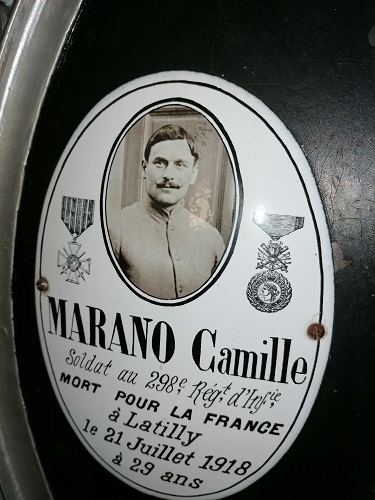 MARANO Camille
Soldat au 298e Régt d'Infie
MORT POUR LA FRANCE
à Latilly
le 21 Juillet 1918
à 29 ans